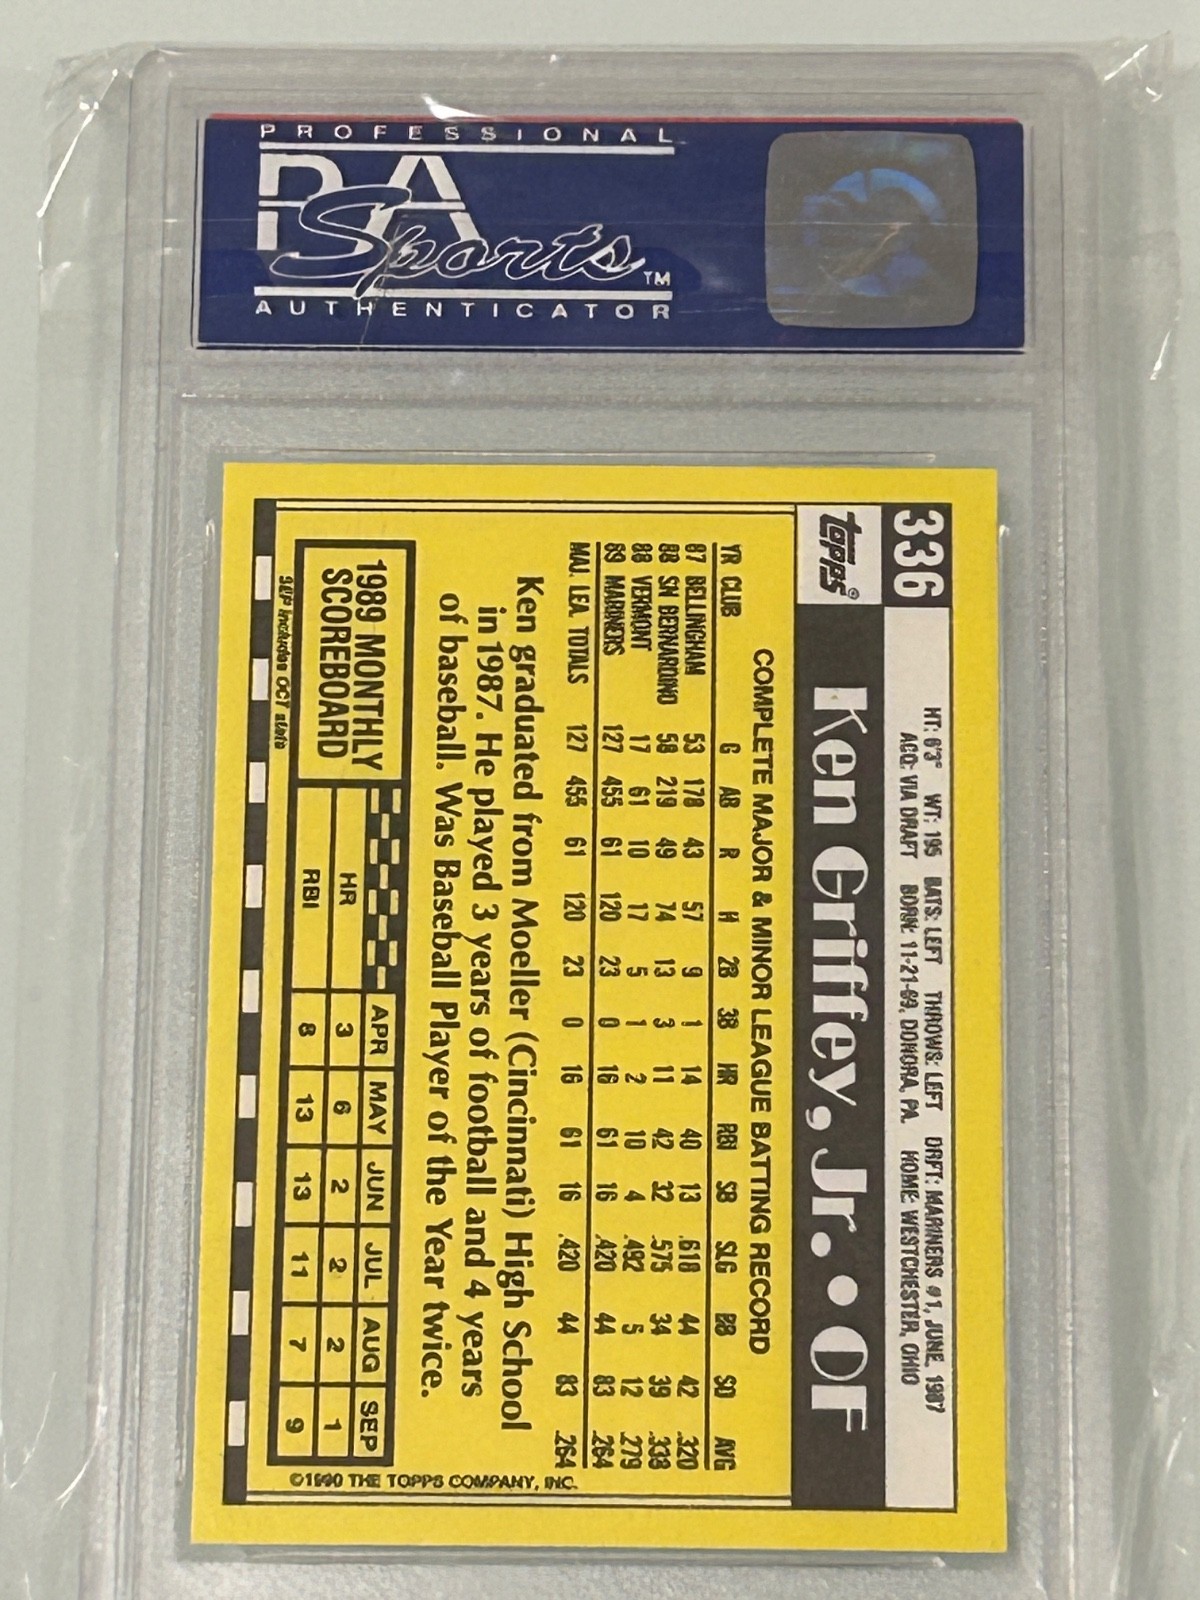 PROFESSIONAL
PSA
Sports™
AUTHENTICATOR
336
HT: 6'3" WT: 195 BATS: LEFT THROWS: LEFT DRFT: MARINERS #1, JUNE, 1987
ACQ: VIA DRAFT BORN: 11-21-69, DONORA, PA. HOME: WESTCHESTER, OHIO
topps® Ken Griffey, Jr. • OF
COMPLETE MAJOR & MINOR LEAGUE BATTING RECORD
YR CLUB G AB R H 2B 3B HR RBI SB SLG BB SO AVG
87 BELLINGHAM 53 178 43 57 9 1 14 40 13 .618 44 42 .320
88 SN BERNARDINO 58 219 49 74 13 3 11 42 32 .575 34 39 .338
88 VERMONT 17 61 10 17 5 1 2 10 4 .492 5 12 .279
89 MARINERS 127 455 61 120 23 0 16 61 16 .420 44 83 .264
MAJ. LEA. TOTALS 127 455 61 120 23 0 16 61 16 .420 44 83 .264
Ken graduated from Moeller (Cincinnati) High School
in 1987. He played 3 years of football and 4 years
of baseball. Was Baseball Player of the Year twice.
1989 MONTHLY
SCOREBOARD
APR MAY JUN JUL AUG SEP
HR 3 6 2 2 2 1
RBI 8 13 13 11 7 9
SEP includes OCT stats
©1990 THE TOPPS COMPANY, INC.